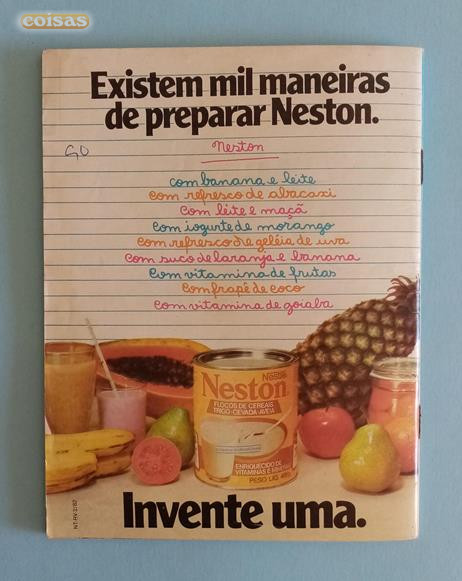 coisas
Existem mil maneiras
de preparar Neston.
Neston
com banana e leite
com refresco de abacaxi
com leite e maçã
com iogurte de morango
com refresco de geléia de uva
com suco de laranja e banana
com vitamina de frutas
com frapê de coco
com vitamina de goiaba
Nestlé
Neston
FLOCOS DE CEREAIS
TRIGO-CEVADA-AVEIA
ENRIQUECIDO DE
VITAMINAS E MINERAIS
PESO LIQ.
Invente uma.